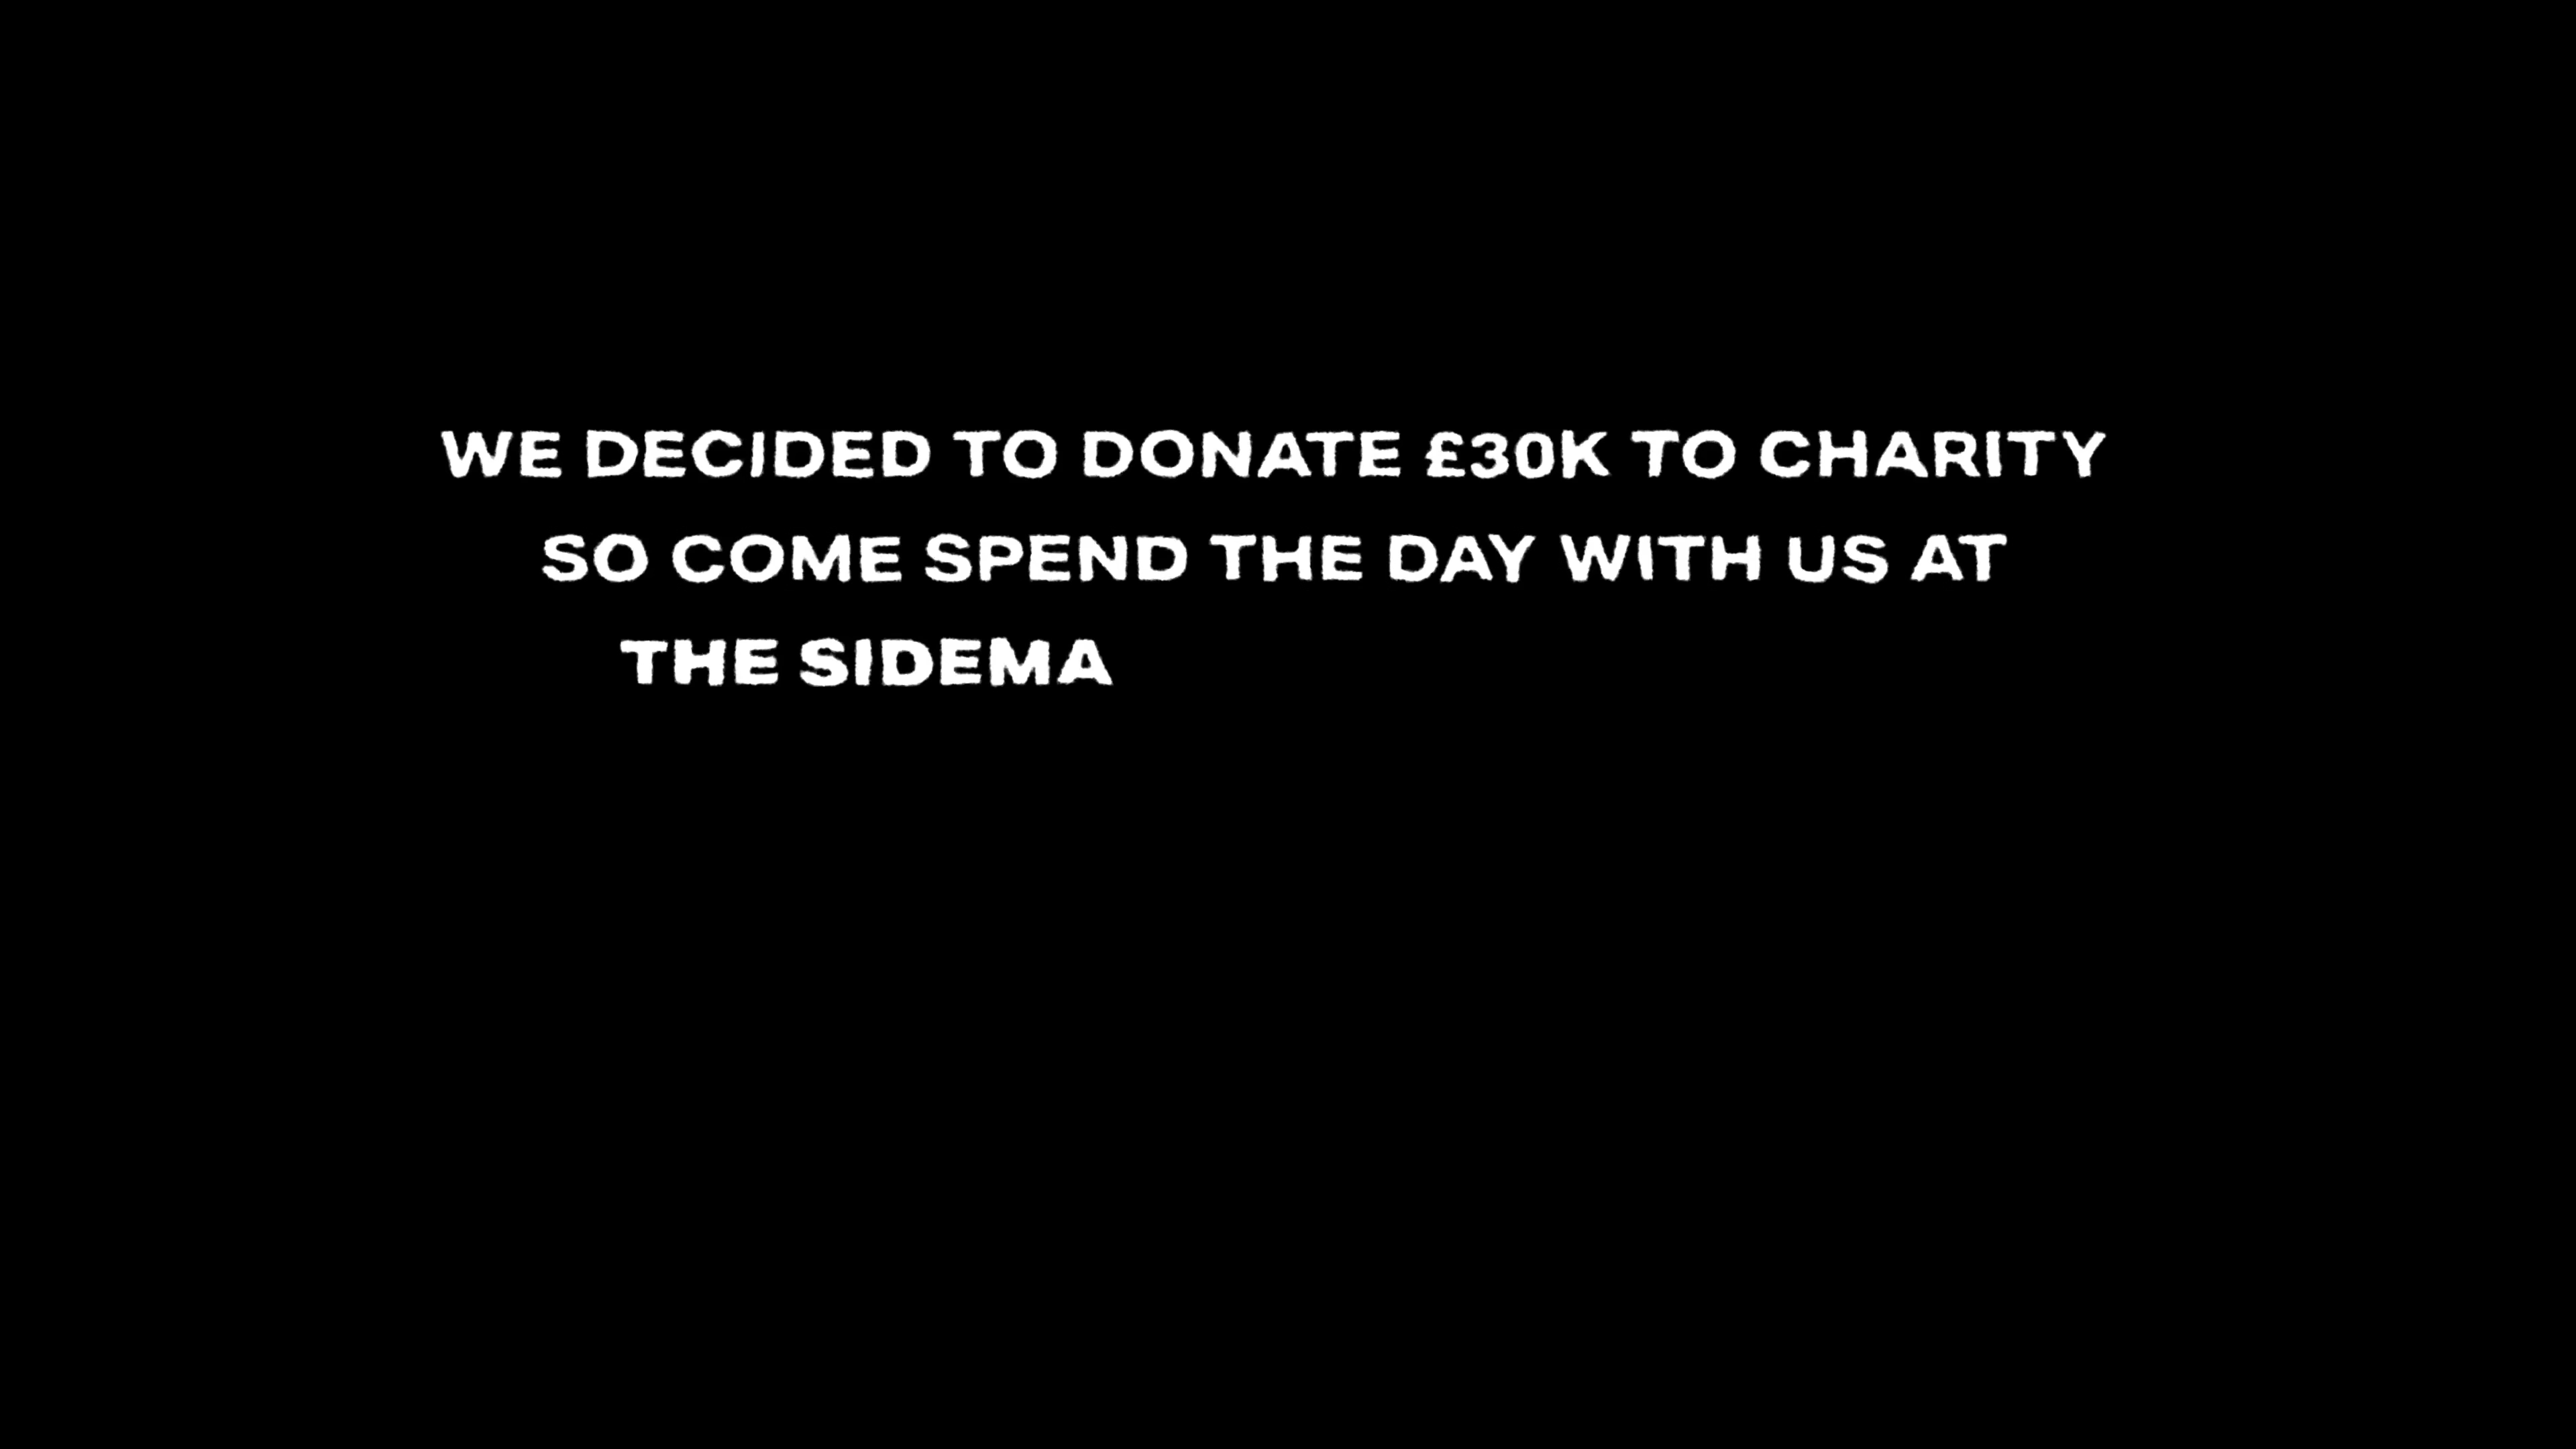 WE DECIDED TO DONATE £30K TO CHARITY
SO COME SPEND THE DAY WITH US AT
THE SIDEMA